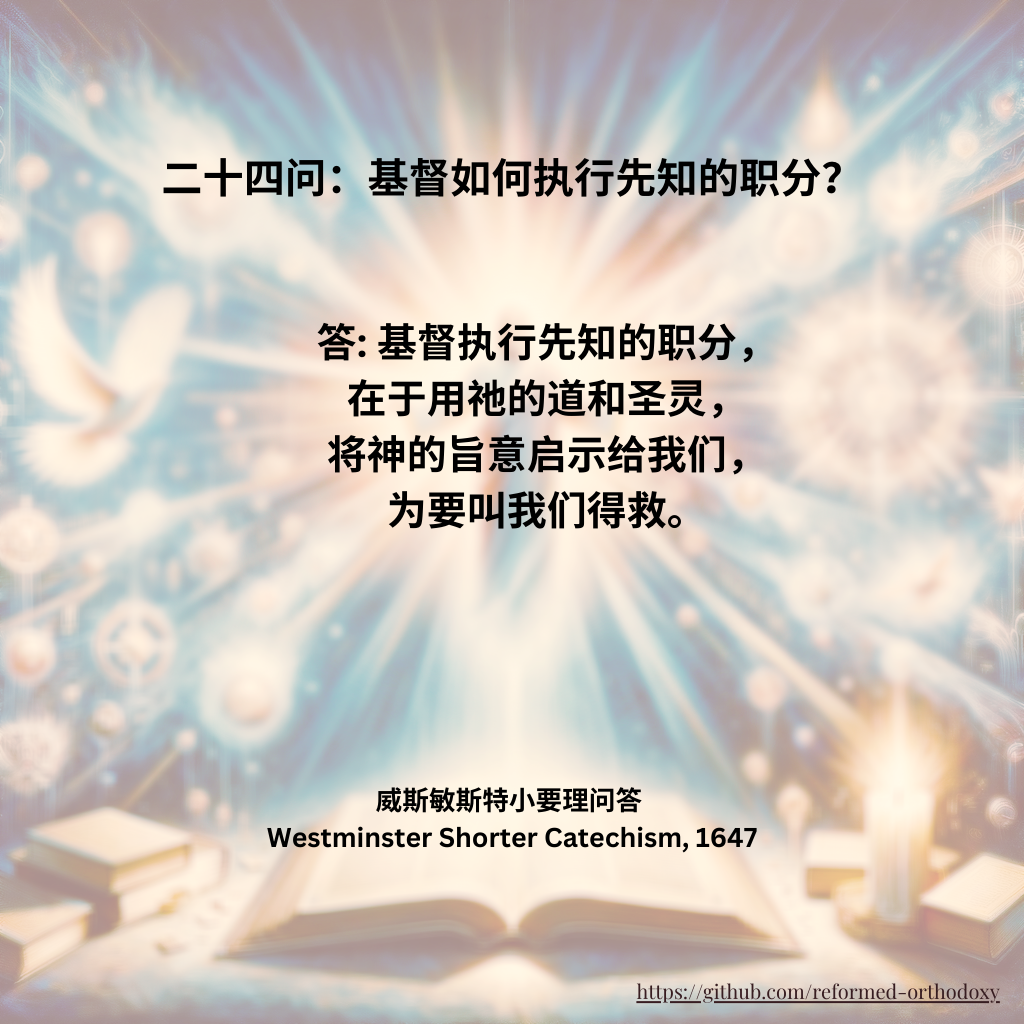 二十四问：基督如何执行先知的职分？
答: 基督执行先知的职分，
在于用祂的道和圣灵，
将神的旨意启示给我们，
为要叫我们得救。
威斯敏斯特小要理问答
Westminster Shorter Catechism, 1647
https://github.com/reformed-orthodoxy